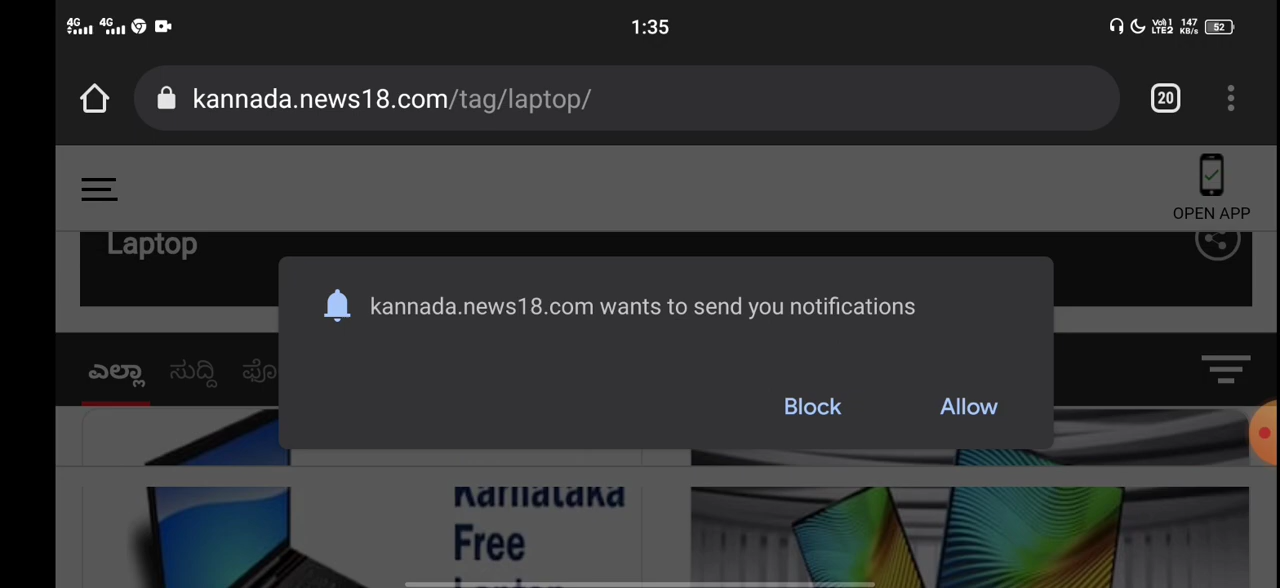 4G 4G 1:35 Vo)) 1 LTE2 147 KB/s 52
kannada.news18.com/tag/laptop/ 20
OPEN APP
Laptop
kannada.news18.com wants to send you notifications
ಎಲ್ಲಾ ಸುದ್ದಿ ಫೋ
Block Allow
Karnataka
Free